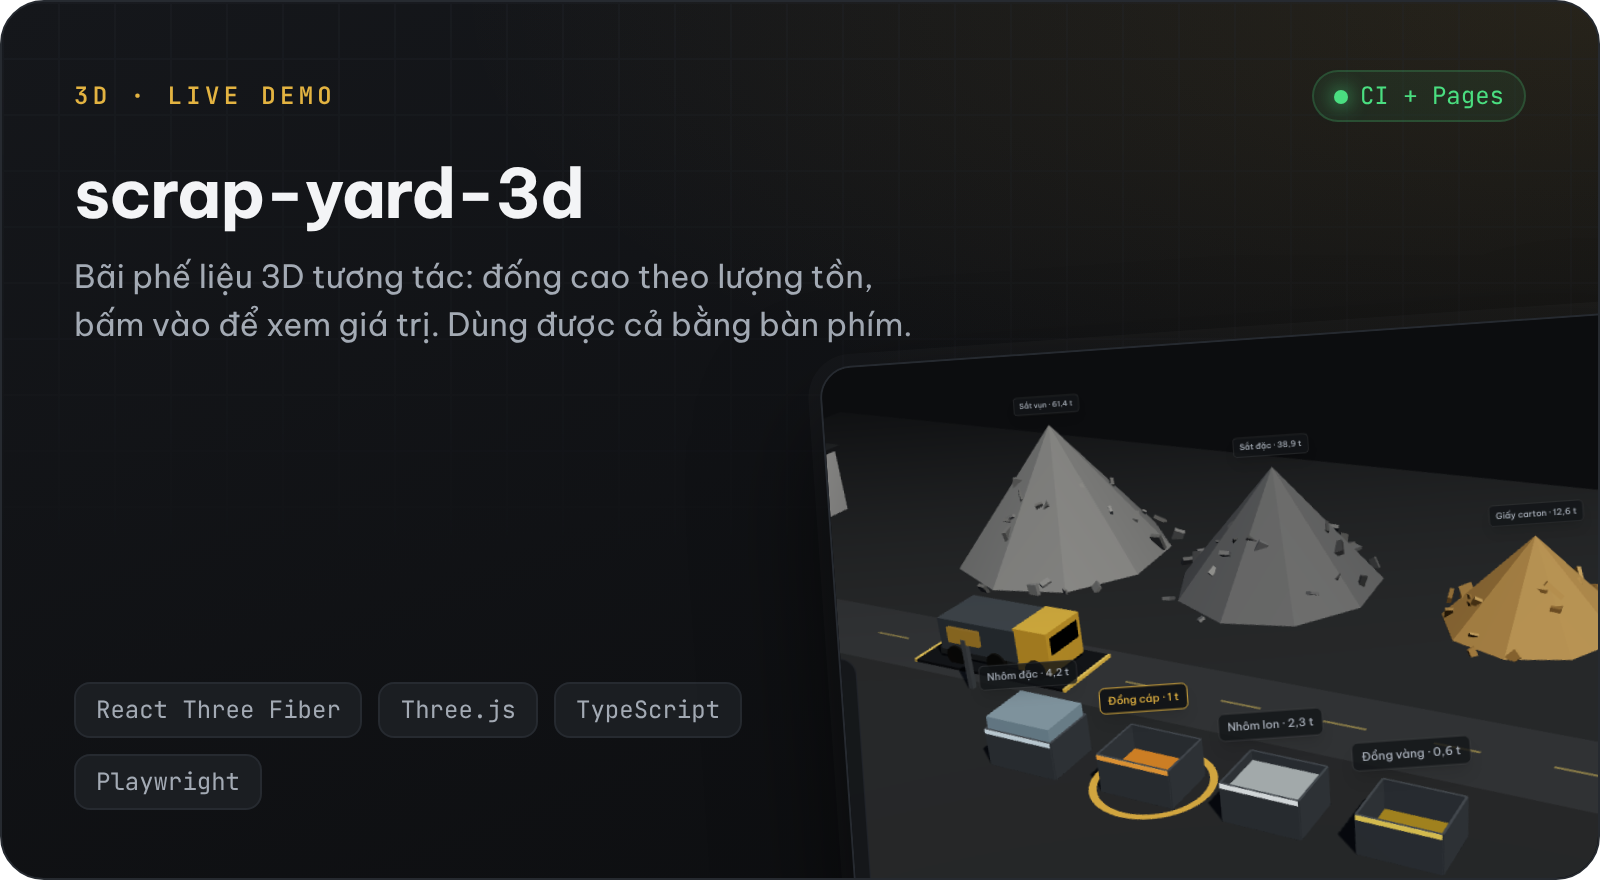 3D · LIVE DEMO
CI + Pages
scrap-yard-3d
Bãi phế liệu 3D tương tác: đống cao theo lượng tồn,
bấm vào để xem giá trị. Dùng được cả bằng bàn phím.
Sắt vụn · 61,4 t
Sắt đặc · 38,9 t
Giấy carton · 12,6 t
Nhôm đặc · 4,2 t
Đồng cáp · 1 t
Nhôm lon · 2,3 t
Đồng vàng · 0,6 t
React Three Fiber
Three.js
TypeScript
Playwright